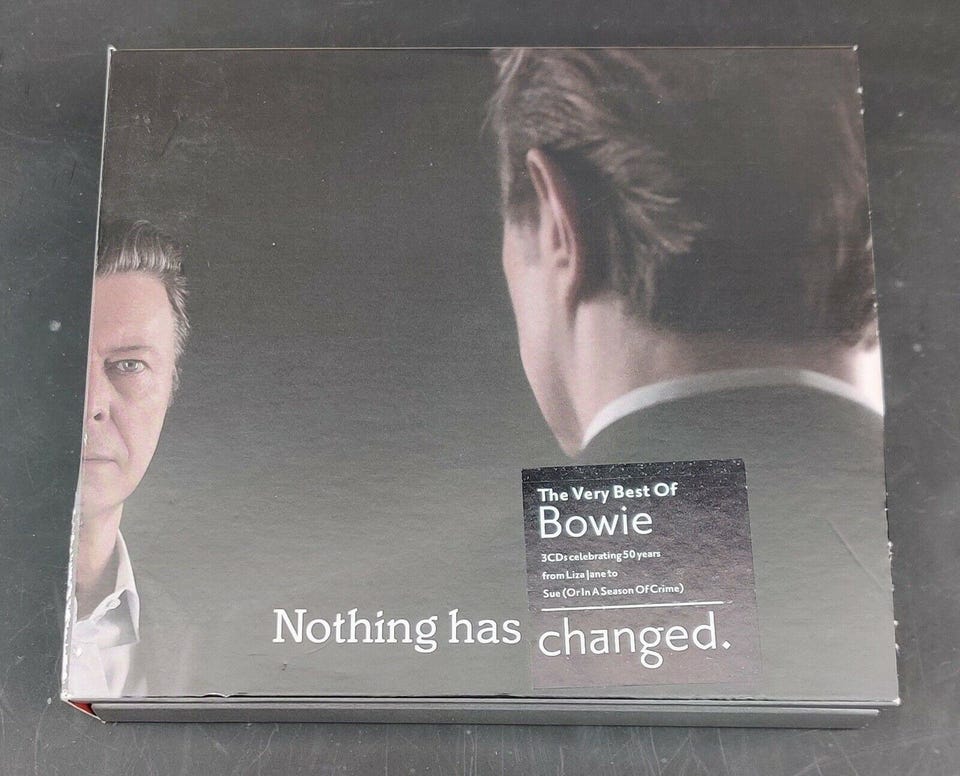 The Very Best Of
Bowie
3CDs celebrating 50 years
from Liza Jane to
Sue (Or In A Season Of Crime)
Nothing has changed.